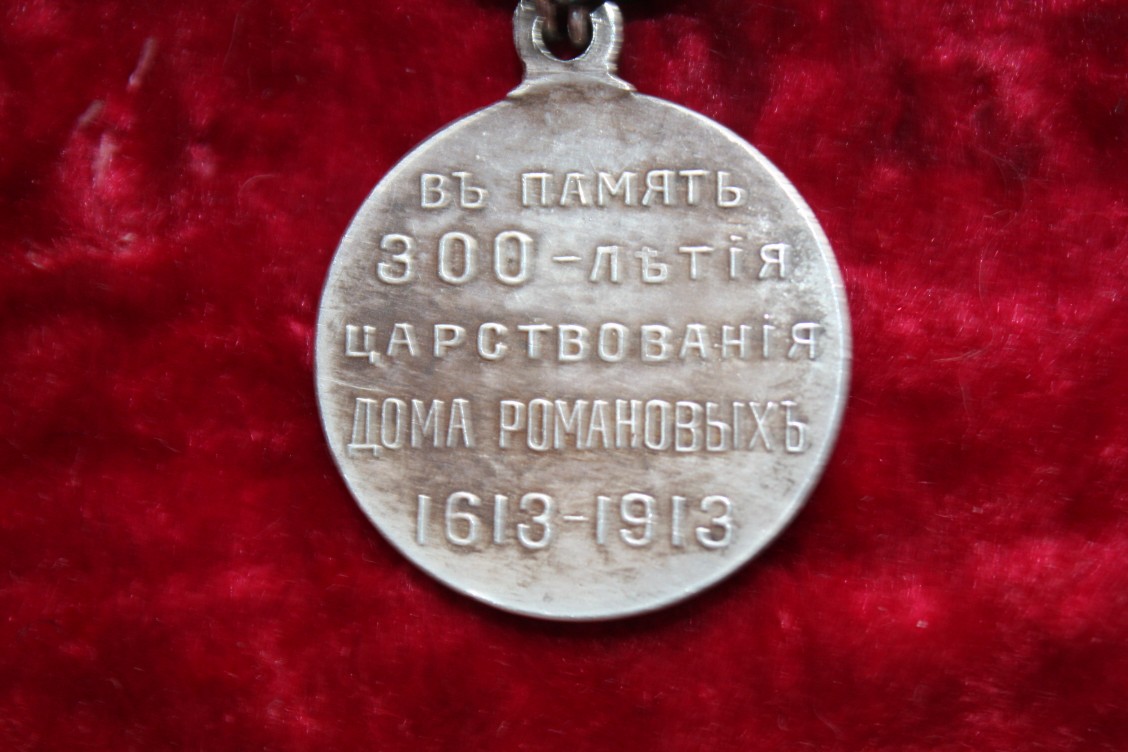 ВЪ ПАМЯТЬ
300-ЛѢТІЯ
ЦАРСТВОВАНІЯ
ДОМА РОМАНОВЫХЪ
1613-1913